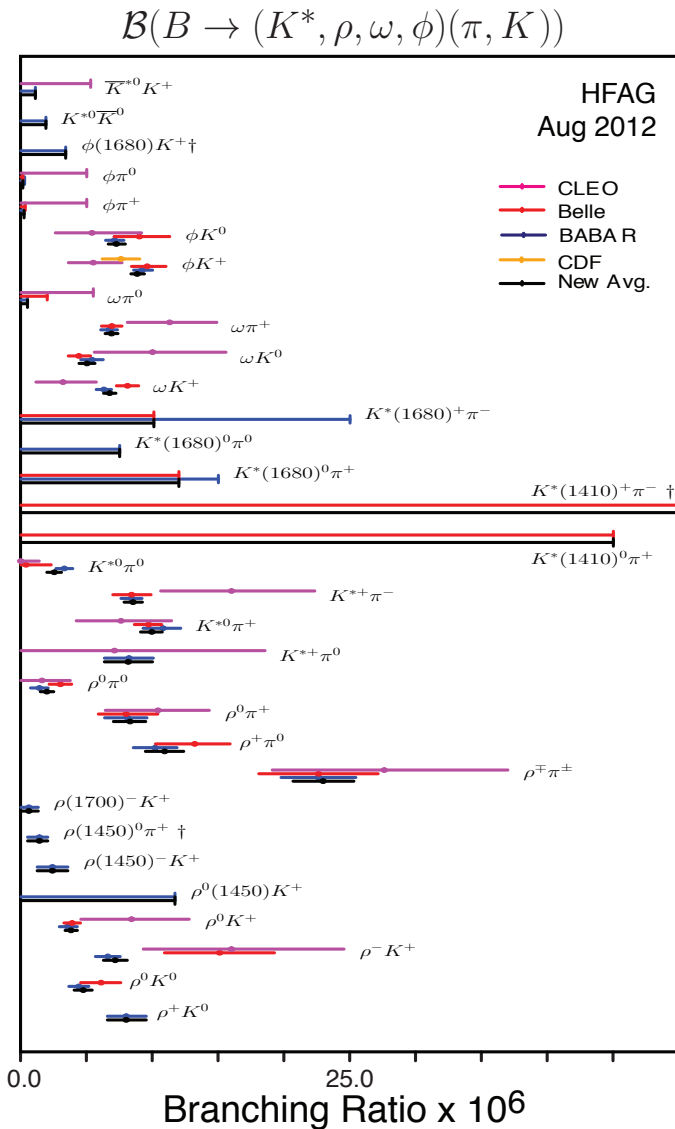 ℬ(B → (K*, ρ, ω, ϕ)(π, K))
K̅*⁰K⁺
HFAG
Aug 2012
K*⁰K̅⁰
ϕ(1680)K⁺†
ϕπ⁰
CLEO
Belle
BABAR
CDF
New Avg.
ϕπ⁺
ϕK⁰
ϕK⁺
ωπ⁰
ωπ⁺
ωK⁰
ωK⁺
K*(1680)⁺π⁻
K*(1680)⁰π⁰
K*(1680)⁰π⁺
K*(1410)⁺π⁻ †
K*(1410)⁰π⁺
K*⁰π⁰
K*⁺π⁻
K*⁰π⁺
K*⁺π⁰
ρ⁰π⁰
ρ⁰π⁺
ρ⁺π⁰
ρ∓π±
ρ(1700)⁻K⁺
ρ(1450)⁰π⁺ †
ρ(1450)⁻K⁺
ρ⁰(1450)K⁺
ρ⁰K⁺
ρ⁻K⁺
ρ⁰K⁰
ρ⁺K⁰
0.0 25.0
Branching Ratio x 10⁶